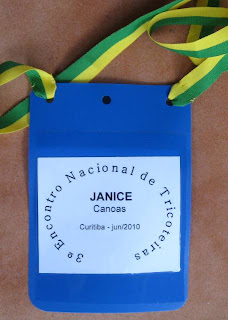 3º Encontro Nacional de Tricoteiras
JANICE
Canoas
Curitiba - jun/2010